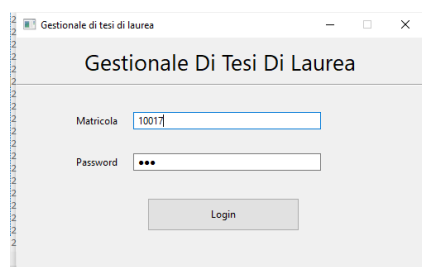 Gestionale di tesi di laurea
Gestionale Di Tesi Di Laurea
Matricola 10017
Password ●●●
Login